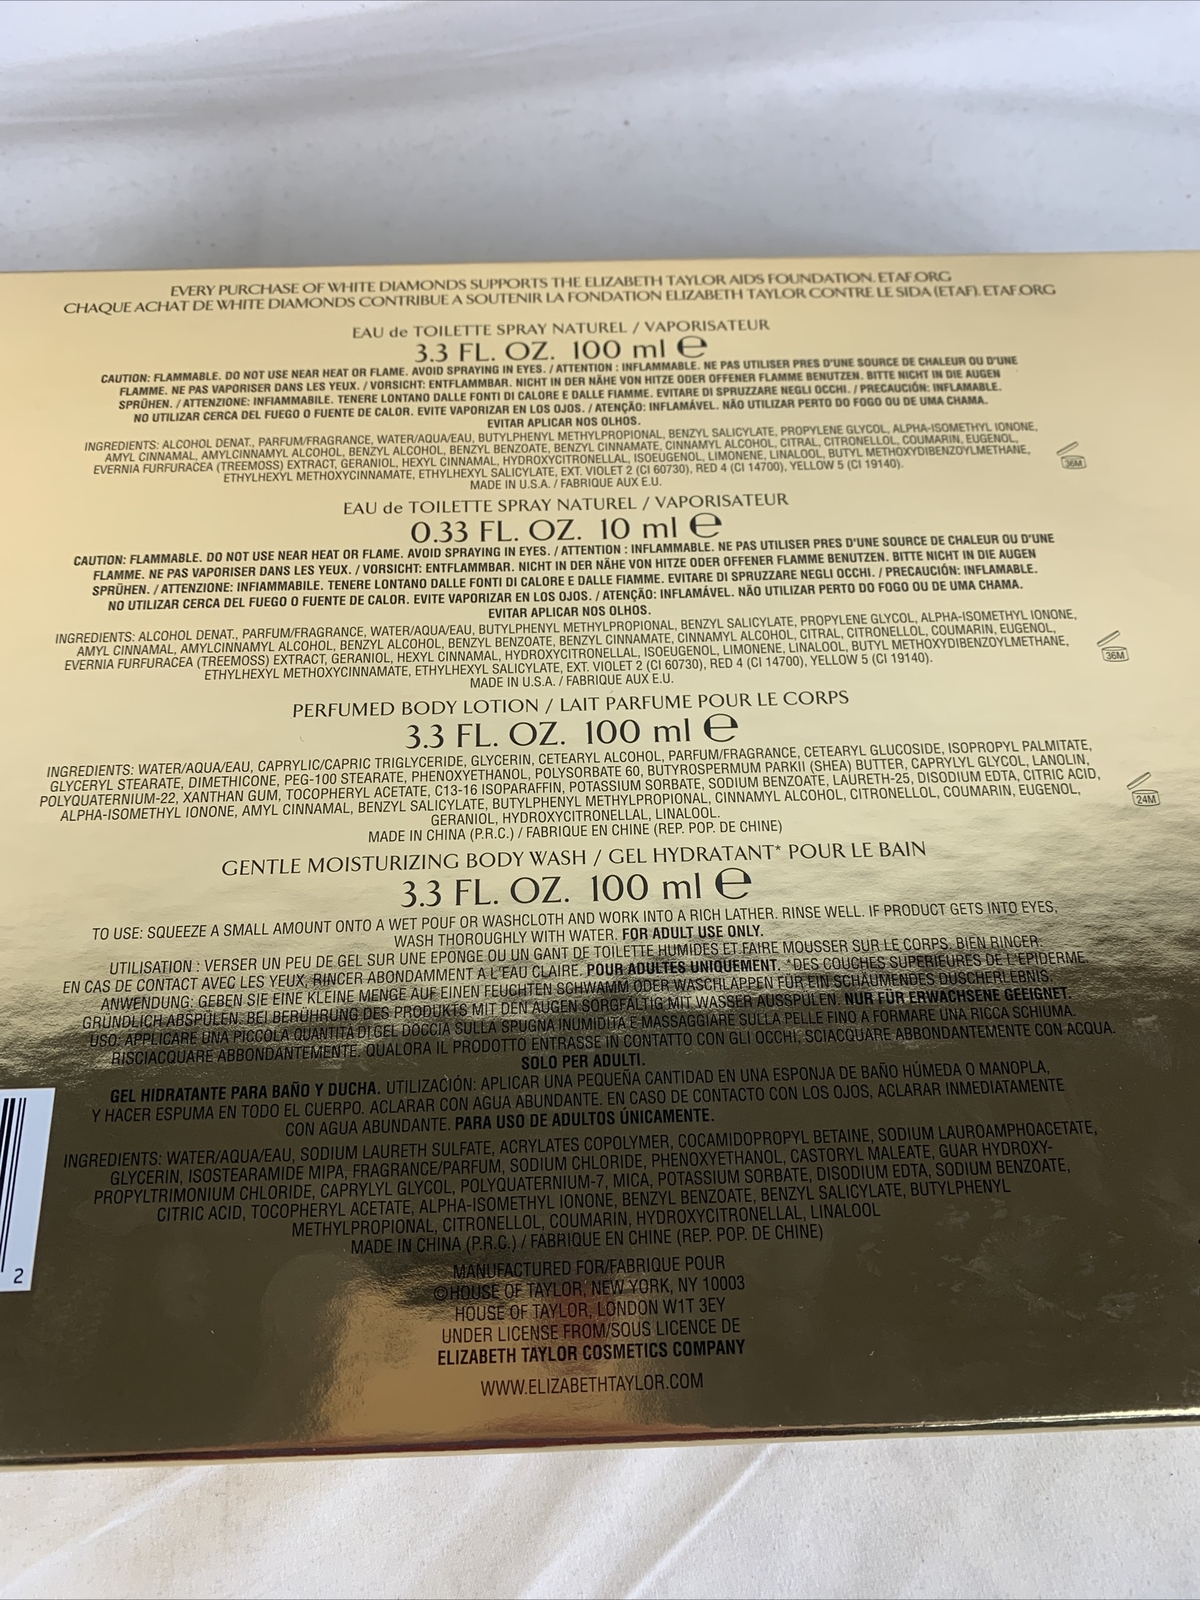 EVERY PURCHASE OF WHITE DIAMONDS SUPPORTS THE ELIZABETH TAYLOR AIDS FOUNDATION. ETAF.ORG
CHAQUE ACHAT DE WHITE DIAMONDS CONTRIBUE A SOUTENIR LA FONDATION ELIZABETH TAYLOR CONTRE LE SIDA (ETAF). ETAF.ORG
EAU de TOILETTE SPRAY NATUREL / VAPORISATEUR
3.3 FL. OZ. 100 ml ℮
CAUTION: FLAMMABLE. DO NOT USE NEAR HEAT OR FLAME. AVOID SPRAYING IN EYES. / ATTENTION : INFLAMMABLE. NE PAS UTILISER PRES D'UNE SOURCE DE CHALEUR OU D'UNE
FLAMME. NE PAS VAPORISER DANS LES YEUX. / VORSICHT: ENTFLAMMBAR. NICHT IN DER NÄHE VON HITZE ODER OFFENER FLAMME BENUTZEN. BITTE NICHT IN DIE AUGEN
SPRÜHEN. / ATTENZIONE: INFIAMMABILE. TENERE LONTANO DALLE FONTI DI CALORE E DALLE FIAMME. EVITARE DI SPRUZZARE NEGLI OCCHI. / PRECAUCIÓN: INFLAMABLE.
NO UTILIZAR CERCA DEL FUEGO O FUENTE DE CALOR. EVITE VAPORIZAR EN LOS OJOS. / ATENÇÃO: INFLAMÁVEL. NÃO UTILIZAR PERTO DO FOGO OU DE UMA CHAMA.
EVITAR APLICAR NOS OLHOS.
INGREDIENTS: ALCOHOL DENAT., PARFUM/FRAGRANCE, WATER/AQUA/EAU, BUTYLPHENYL METHYLPROPIONAL, BENZYL SALICYLATE, PROPYLENE GLYCOL, ALPHA-ISOMETHYL IONONE,
AMYL CINNAMAL, AMYLCINNAMYL ALCOHOL, BENZYL ALCOHOL, BENZYL BENZOATE, BENZYL CINNAMATE, CINNAMYL ALCOHOL, CITRAL, CITRONELLOL, COUMARIN, EUGENOL,
EVERNIA FURFURACEA (TREEMOSS) EXTRACT, GERANIOL, HEXYL CINNAMAL, HYDROXYCITRONELLAL, ISOEUGENOL, LIMONENE, LINALOOL, BUTYL METHOXYDIBENZOYLMETHANE,
ETHYLHEXYL METHOXYCINNAMATE, ETHYLHEXYL SALICYLATE, EXT. VIOLET 2 (CI 60730), RED 4 (CI 14700), YELLOW 5 (CI 19140).
36M
MADE IN U.S.A. / FABRIQUE AUX E.U.
EAU de TOILETTE SPRAY NATUREL / VAPORISATEUR
0.33 FL. OZ. 10 ml ℮
CAUTION: FLAMMABLE. DO NOT USE NEAR HEAT OR FLAME. AVOID SPRAYING IN EYES. / ATTENTION : INFLAMMABLE. NE PAS UTILISER PRES D'UNE SOURCE DE CHALEUR OU D'UNE
FLAMME. NE PAS VAPORISER DANS LES YEUX. / VORSICHT: ENTFLAMMBAR. NICHT IN DER NÄHE VON HITZE ODER OFFENER FLAMME BENUTZEN. BITTE NICHT IN DIE AUGEN
SPRÜHEN. / ATTENZIONE: INFIAMMABILE. TENERE LONTANO DALLE FONTI DI CALORE E DALLE FIAMME. EVITARE DI SPRUZZARE NEGLI OCCHI. / PRECAUCIÓN: INFLAMABLE.
NO UTILIZAR CERCA DEL FUEGO O FUENTE DE CALOR. EVITE VAPORIZAR EN LOS OJOS. / ATENÇÃO: INFLAMÁVEL. NÃO UTILIZAR PERTO DO FOGO OU DE UMA CHAMA.
EVITAR APLICAR NOS OLHOS.
INGREDIENTS: ALCOHOL DENAT., PARFUM/FRAGRANCE, WATER/AQUA/EAU, BUTYLPHENYL METHYLPROPIONAL, BENZYL SALICYLATE, PROPYLENE GLYCOL, ALPHA-ISOMETHYL IONONE,
AMYL CINNAMAL, AMYLCINNAMYL ALCOHOL, BENZYL ALCOHOL, BENZYL BENZOATE, BENZYL CINNAMATE, CINNAMYL ALCOHOL, CITRAL, CITRONELLOL, COUMARIN, EUGENOL,
EVERNIA FURFURACEA (TREEMOSS) EXTRACT, GERANIOL, HEXYL CINNAMAL, HYDROXYCITRONELLAL, ISOEUGENOL, LIMONENE, LINALOOL, BUTYL METHOXYDIBENZOYLMETHANE,
ETHYLHEXYL METHOXYCINNAMATE, ETHYLHEXYL SALICYLATE, EXT. VIOLET 2 (CI 60730), RED 4 (CI 14700), YELLOW 5 (CI 19140).
36M
MADE IN U.S.A. / FABRIQUE AUX E.U.
PERFUMED BODY LOTION / LAIT PARFUME POUR LE CORPS
3.3 FL. OZ. 100 ml ℮
INGREDIENTS: WATER/AQUA/EAU, CAPRYLIC/CAPRIC TRIGLYCERIDE, GLYCERIN, CETEARYL ALCOHOL, PARFUM/FRAGRANCE, CETEARYL GLUCOSIDE, ISOPROPYL PALMITATE,
GLYCERYL STEARATE, DIMETHICONE, PEG-100 STEARATE, PHENOXYETHANOL, POLYSORBATE 60, BUTYROSPERMUM PARKII (SHEA) BUTTER, CAPRYLYL GLYCOL, LANOLIN,
POLYQUATERNIUM-22, XANTHAN GUM, TOCOPHERYL ACETATE, C13-16 ISOPARAFFIN, POTASSIUM SORBATE, SODIUM BENZOATE, LAURETH-25, DISODIUM EDTA, CITRIC ACID,
ALPHA-ISOMETHYL IONONE, AMYL CINNAMAL, BENZYL SALICYLATE, BUTYLPHENYL METHYLPROPIONAL, CINNAMYL ALCOHOL, CITRONELLOL, COUMARIN, EUGENOL,
GERANIOL, HYDROXYCITRONELLAL, LINALOOL.
24M
MADE IN CHINA (P.R.C.) / FABRIQUE EN CHINE (REP. POP. DE CHINE)
GENTLE MOISTURIZING BODY WASH / GEL HYDRATANT* POUR LE BAIN
3.3 FL. OZ. 100 ml ℮
TO USE: SQUEEZE A SMALL AMOUNT ONTO A WET POUF OR WASHCLOTH AND WORK INTO A RICH LATHER. RINSE WELL. IF PRODUCT GETS INTO EYES,
WASH THOROUGHLY WITH WATER. FOR ADULT USE ONLY.
UTILISATION : VERSER UN PEU DE GEL SUR UNE EPONGE OU UN GANT DE TOILETTE HUMIDES ET FAIRE MOUSSER SUR LE CORPS. BIEN RINCER.
EN CAS DE CONTACT AVEC LES YEUX, RINCER ABONDAMMENT A L'EAU CLAIRE. POUR ADULTES UNIQUEMENT. *DES COUCHES SUPERIEURES DE L'EPIDERME.
ANWENDUNG: GEBEN SIE EINE KLEINE MENGE AUF EINEN FEUCHTEN SCHWAMM ODER WASCHLAPPEN FÜR EIN SCHÄUMENDES DUSCHERLEBNIS.
GRÜNDLICH ABSPÜLEN. BEI BERÜHRUNG DES PRODUKTS MIT DEN AUGEN SORGFÄLTIG MIT WASSER AUSSPÜLEN. NUR FÜR ERWACHSENE GEEIGNET.
USO: APPLICARE UNA PICCOLA QUANTITA DI GEL DOCCIA SULLA SPUGNA INUMIDITA E MASSAGGIARE SULLA PELLE FINO A FORMARE UNA RICCA SCHIUMA.
RISCIACQUARE ABBONDANTEMENTE. QUALORA IL PRODOTTO ENTRASSE IN CONTATTO CON GLI OCCHI, SCIACQUARE ABBONDANTEMENTE CON ACQUA.
SOLO PER ADULTI.
GEL HIDRATANTE PARA BAÑO Y DUCHA. UTILIZACIÓN: APLICAR UNA PEQUEÑA CANTIDAD EN UNA ESPONJA DE BAÑO HÚMEDA O MANOPLA,
Y HACER ESPUMA EN TODO EL CUERPO. ACLARAR CON AGUA ABUNDANTE. EN CASO DE CONTACTO CON LOS OJOS, ACLARAR INMEDIATAMENTE
CON AGUA ABUNDANTE. PARA USO DE ADULTOS ÚNICAMENTE.
INGREDIENTS: WATER/AQUA/EAU, SODIUM LAURETH SULFATE, ACRYLATES COPOLYMER, COCAMIDOPROPYL BETAINE, SODIUM LAUROAMPHOACETATE,
GLYCERIN, ISOSTEARAMIDE MIPA, FRAGRANCE/PARFUM, SODIUM CHLORIDE, PHENOXYETHANOL, CASTORYL MALEATE, GUAR HYDROXY-
PROPYLTRIMONIUM CHLORIDE, CAPRYLYL GLYCOL, POLYQUATERNIUM-7, MICA, POTASSIUM SORBATE, DISODIUM EDTA, SODIUM BENZOATE,
CITRIC ACID, TOCOPHERYL ACETATE, ALPHA-ISOMETHYL IONONE, BENZYL BENZOATE, BENZYL SALICYLATE, BUTYLPHENYL
METHYLPROPIONAL, CITRONELLOL, COUMARIN, HYDROXYCITRONELLAL, LINALOOL
MADE IN CHINA (P.R.C.) / FABRIQUE EN CHINE (REP. POP. DE CHINE)
2
MANUFACTURED FOR/FABRIQUE POUR
©HOUSE OF TAYLOR, NEW YORK, NY 10003
HOUSE OF TAYLOR, LONDON W1T 3EY
UNDER LICENSE FROM/SOUS LICENCE DE
ELIZABETH TAYLOR COSMETICS COMPANY
WWW.ELIZABETHTAYLOR.COM